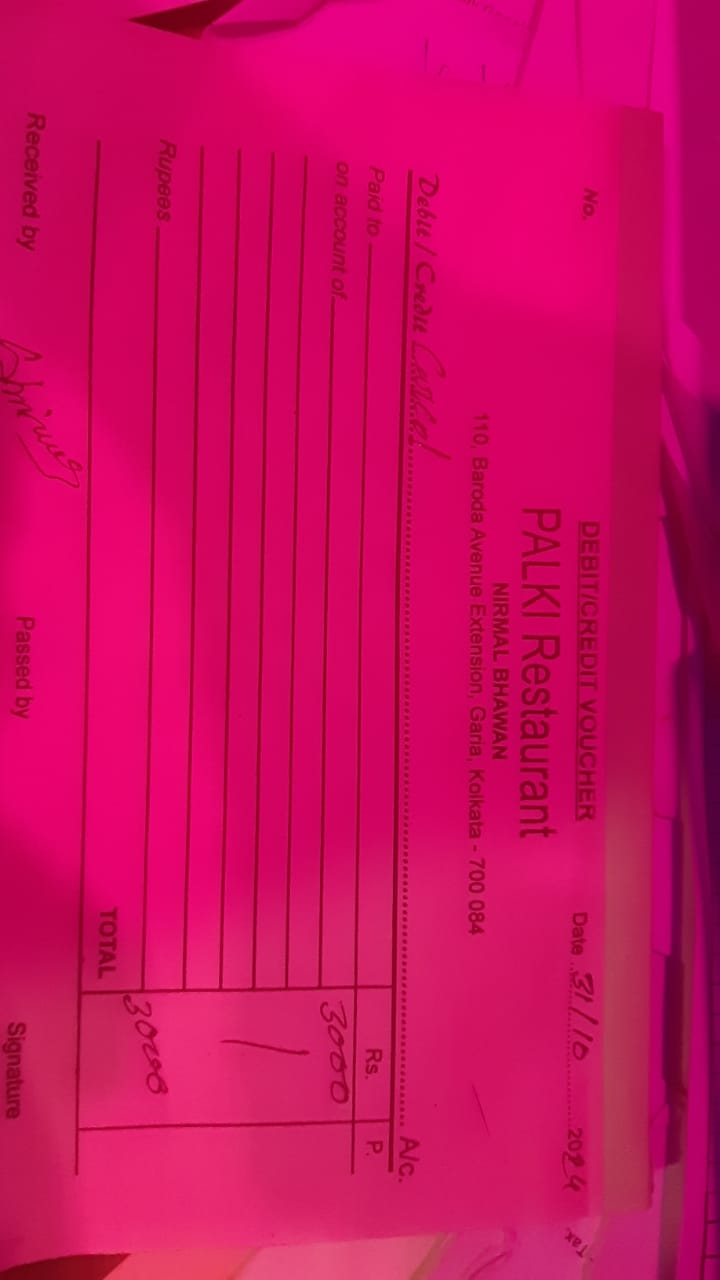 DEBIT/CREDIT VOUCHER
No.
Date 31/10 2024
PALKI Restaurant
NIRMAL BHAWAN
110, Baroda Avenue Extension, Garia, Kolkata - 700 084
Debit / Credit A/c.
Paid to Rs. P.
on account of 3000
Rupees
TOTAL 3000
Received by Passed by Signature
Tax